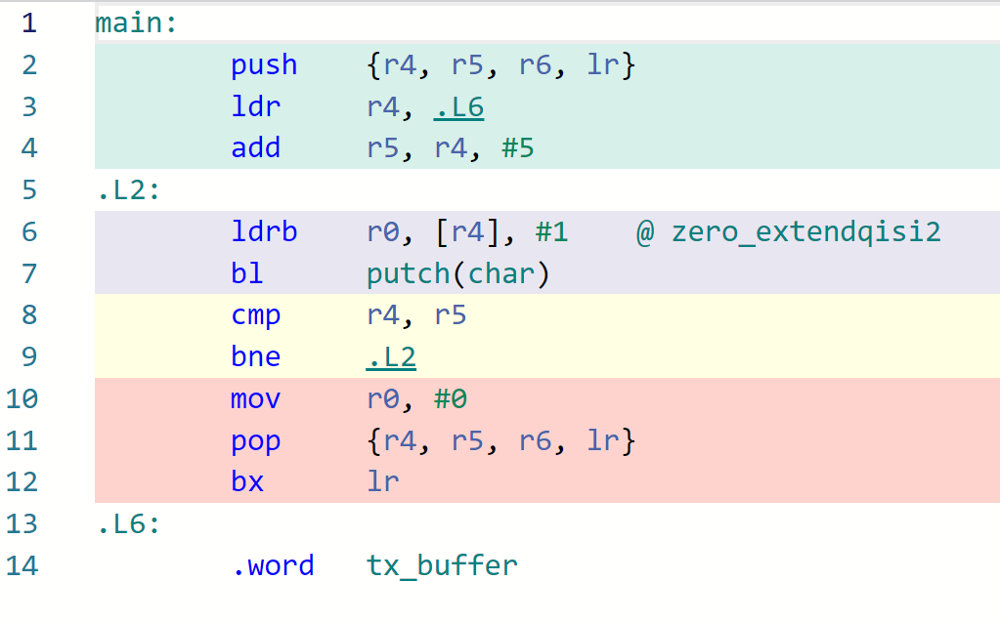 1 main:
2 push {r4, r5, r6, lr}
3 ldr r4, .L6
4 add r5, r4, #5
5 .L2:
6 ldrb r0, [r4], #1 @ zero_extendqisi2
7 bl putch(char)
8 cmp r4, r5
9 bne .L2
10 mov r0, #0
11 pop {r4, r5, r6, lr}
12 bx lr
13 .L6:
14 .word tx_buffer